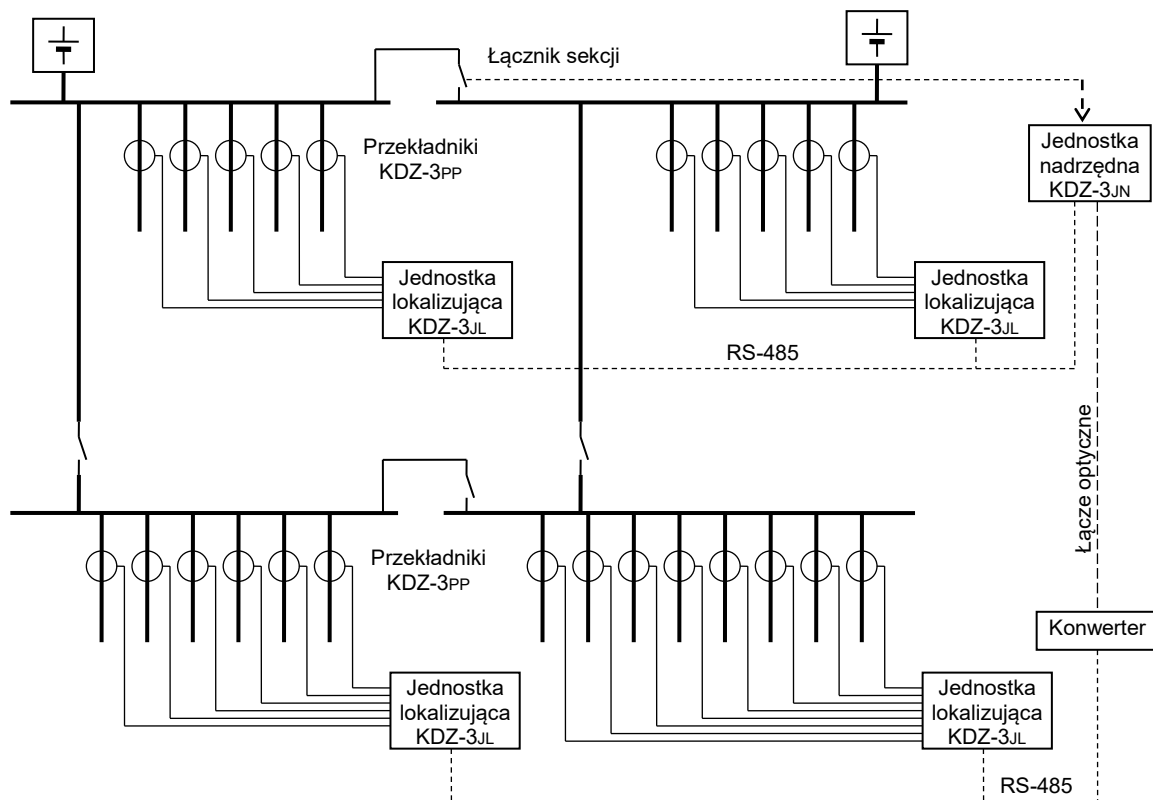 Łącznik sekcji
Przekładniki
KDZ-3PP
Jednostka
nadrzędna
KDZ-3JN
Jednostka
lokalizująca
KDZ-3JL
Jednostka
lokalizująca
KDZ-3JL
RS-485
Łącze optyczne
Przekładniki
KDZ-3PP
Konwerter
Jednostka
lokalizująca
KDZ-3JL
Jednostka
lokalizująca
KDZ-3JL
RS-485